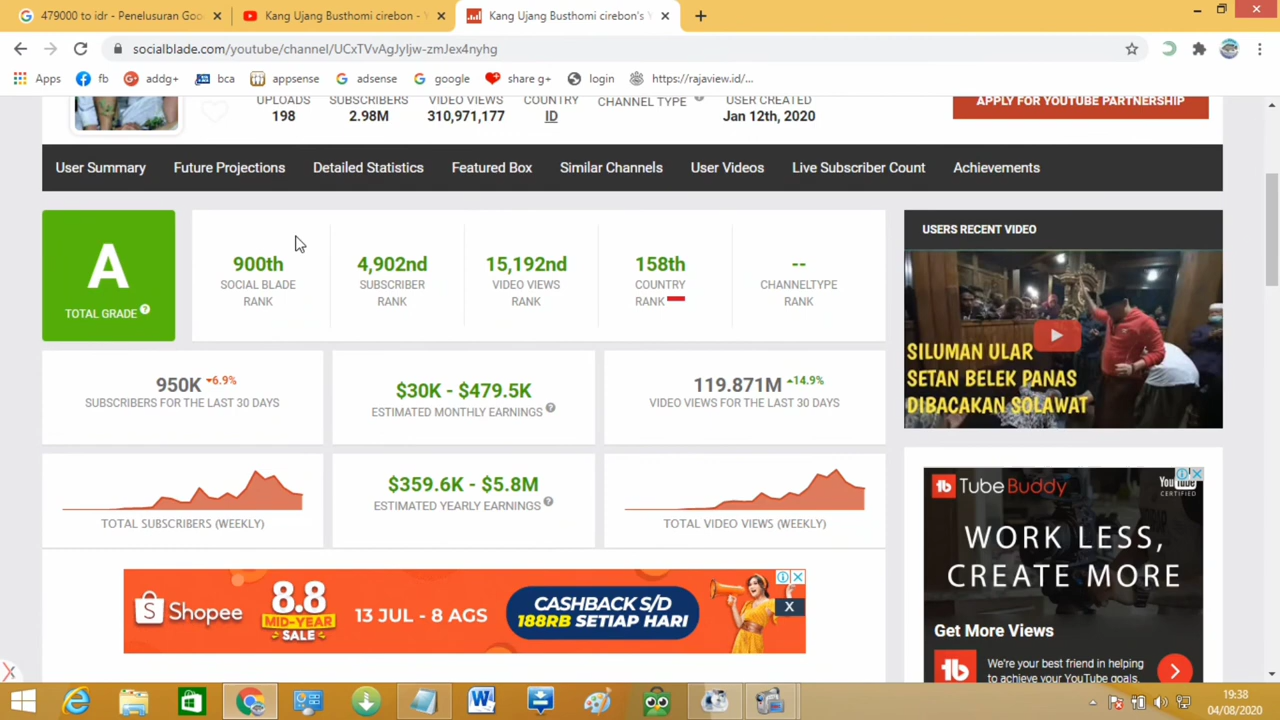 479000 to idr - Penelusuran Goo
Kang Ujang Busthomi cirebon -
Kang Ujang Busthomi cirebon's Y
socialblade.com/youtube/channel/UCxTVvAgJyljw-zmJex4nyhg
Apps
fb
addg+
bca
appsense
adsense
google
share g+
login
https://rajaview.id/...
UPLOADS
198
SUBSCRIBERS
2.98M
VIDEO VIEWS
310,971,177
COUNTRY
ID
CHANNEL TYPE
USER CREATED
Jan 12th, 2020
APPLY FOR YOUTUBE PARTNERSHIP
User Summary
Future Projections
Detailed Statistics
Featured Box
Similar Channels
User Videos
Live Subscriber Count
Achievements
A
TOTAL GRADE
900th
SOCIAL BLADE
RANK
4,902nd
SUBSCRIBER
RANK
15,192nd
VIDEO VIEWS
RANK
158th
COUNTRY
RANK
--
CHANNELTYPE
RANK
USERS RECENT VIDEO
SILUMAN ULAR
SETAN BELEK PANAS
DIBACAKAN SOLAWAT
950K -6.9%
SUBSCRIBERS FOR THE LAST 30 DAYS
$30K - $479.5K
ESTIMATED MONTHLY EARNINGS
119.871M 14.9%
VIDEO VIEWS FOR THE LAST 30 DAYS
TOTAL SUBSCRIBERS (WEEKLY)
$359.6K - $5.8M
ESTIMATED YEARLY EARNINGS
TOTAL VIDEO VIEWS (WEEKLY)
tb TubeBuddy
YouTube
CERTIFIED
WORK LESS,
CREATE MORE
Get More Views
tb
We're your best friend in helping
to achieve your YouTube goals.
Shopee
8.8
MID-YEAR
SALE
13 JUL - 8 AGS
CASHBACK S/D
188RB SETIAP HARI
X
19:38
04/08/2020